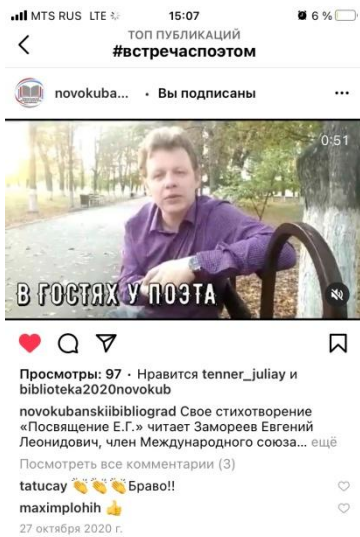 MTS RUS LTE 15:07 6 %
ТОП ПУБЛИКАЦИЙ
#встречаспоэтом
novokuba... • Вы подписаны
0:51
В ГОСТЯХ У ПОЭТА
Просмотры: 97 · Нравится tenner_juliay и
biblioteka2020novokub
novokubanskiibibliograd Свое стихотворение
«Посвящение Е.Г.» читает Замореев Евгений
Леонидович, член Международного союза... ещё
Посмотреть все комментарии (3)
tatucay 👏👏👏Браво!!
maximplohih 👍
27 октября 2020 г.